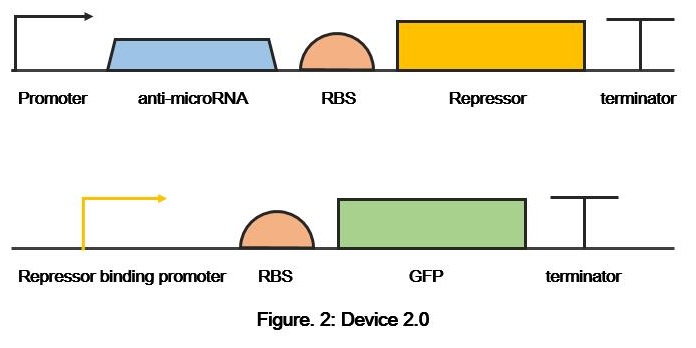 Promoter anti-microRNA RBS Repressor terminator
Repressor binding promoter RBS GFP terminator
Figure. 2: Device 2.0